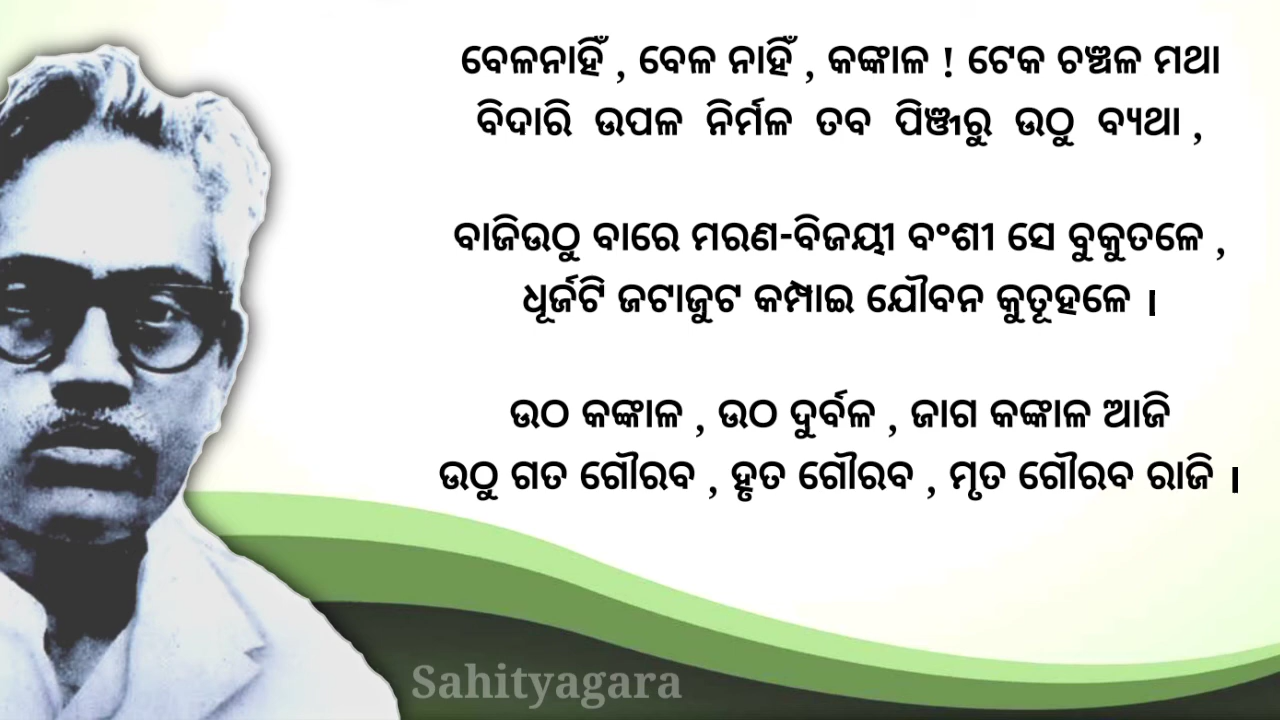 ବେଳନାହିଁ , ବେଳ ନାହିଁ , କଙ୍କାଳ ! ଟେକ ଚଞ୍ଚଳ ମଥା
ବିଦାରି ଉପଳ ନିର୍ମଳ ତବ ପିଞ୍ଜରୁ ଉଠୁ ବ୍ୟଥା ,
ବାଜିଉଠୁ ବାରେ ମରଣ-ବିଜୟୀ ବଂଶୀ ସେ ବୁକୁତଳେ ,
ଧୂର୍ଜଟି ଜଟାଜୁଟ କମ୍ପାଇ ଯୌବନ କୁତୂହଳେ ।
ଉଠ କଙ୍କାଳ , ଉଠ ଦୁର୍ବଳ , ଜାଗ କଙ୍କାଳ ଆଜି
ଉଠୁ ଗତ ଗୌରବ , ହୃତ ଗୌରବ , ମୃତ ଗୌରବ ରାଜି ।
Sahityagara